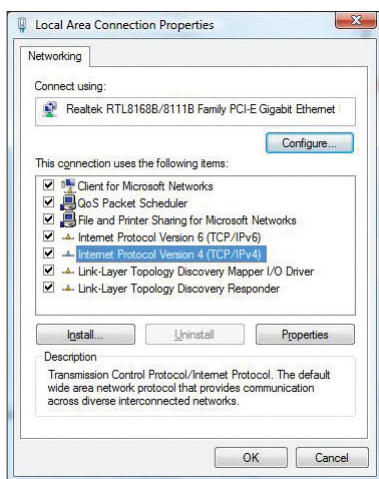 Local Area Connection Properties
Networking
Connect using:
Realtek RTL8168B/8111B Family PCI-E Gigabit Ethernet
Configure...
This connection uses the following items:
Client for Microsoft Networks
QoS Packet Scheduler
File and Printer Sharing for Microsoft Networks
Internet Protocol Version 6 (TCP/IPv6)
Internet Protocol Version 4 (TCP/IPv4)
Link-Layer Topology Discovery Mapper I/O Driver
Link-Layer Topology Discovery Responder
Install... Uninstall Properties
Description
Transmission Control Protocol/Internet Protocol. The default
wide area network protocol that provides communication
across diverse interconnected networks.
OK Cancel